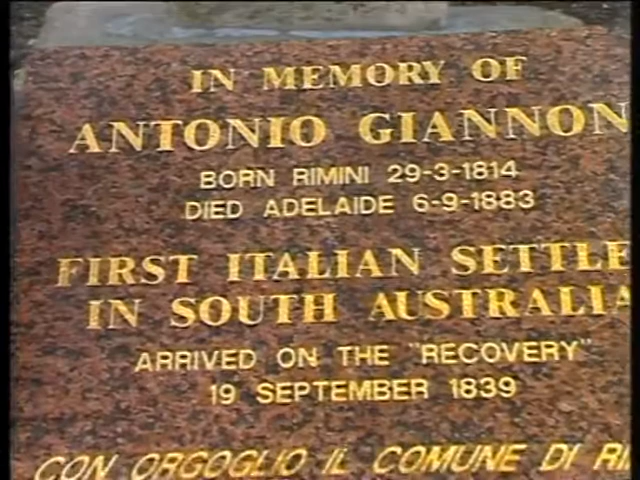 IN MEMORY OF
ANTONIO GIANNON
BORN RIMINI 29-3-1814
DIED ADELAIDE 6-9-1883
FIRST ITALIAN SETTLE
IN SOUTH AUSTRALIA
ARRIVED ON THE "RECOVERY"
19 SEPTEMBER 1839
CON ORGOGLIO IL COMUNE DI RI